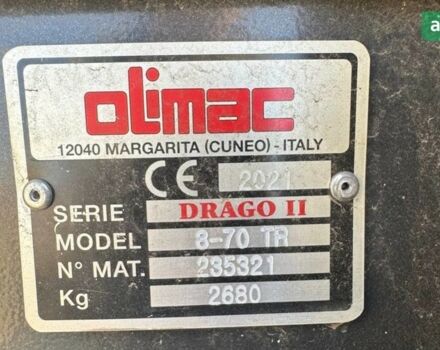 olimac
12040 MARGARITA (CUNEO) - ITALY
CE 2021
SERIE DRAGO II
MODEL 8-70 TR
N° MAT. 235321
Kg 2680
a